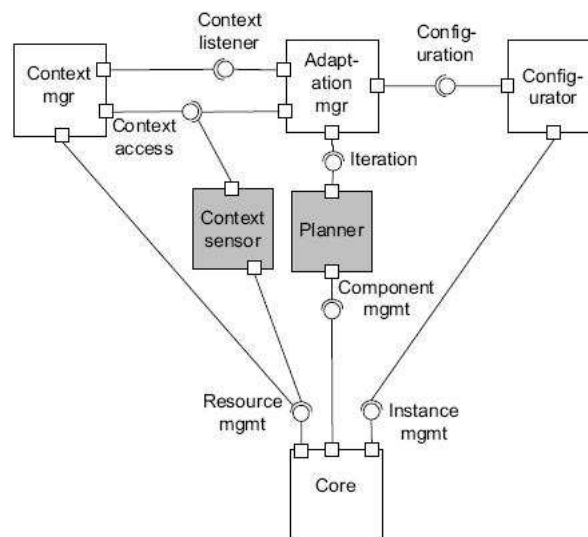 Context
listener
Context
mgr
Adapt-
ation
mgr
Config-
uration
Config-
urator
Context
access
Iteration
Context
sensor
Planner
Component
mgmt
Resource
mgmt
Instance
mgmt
Core